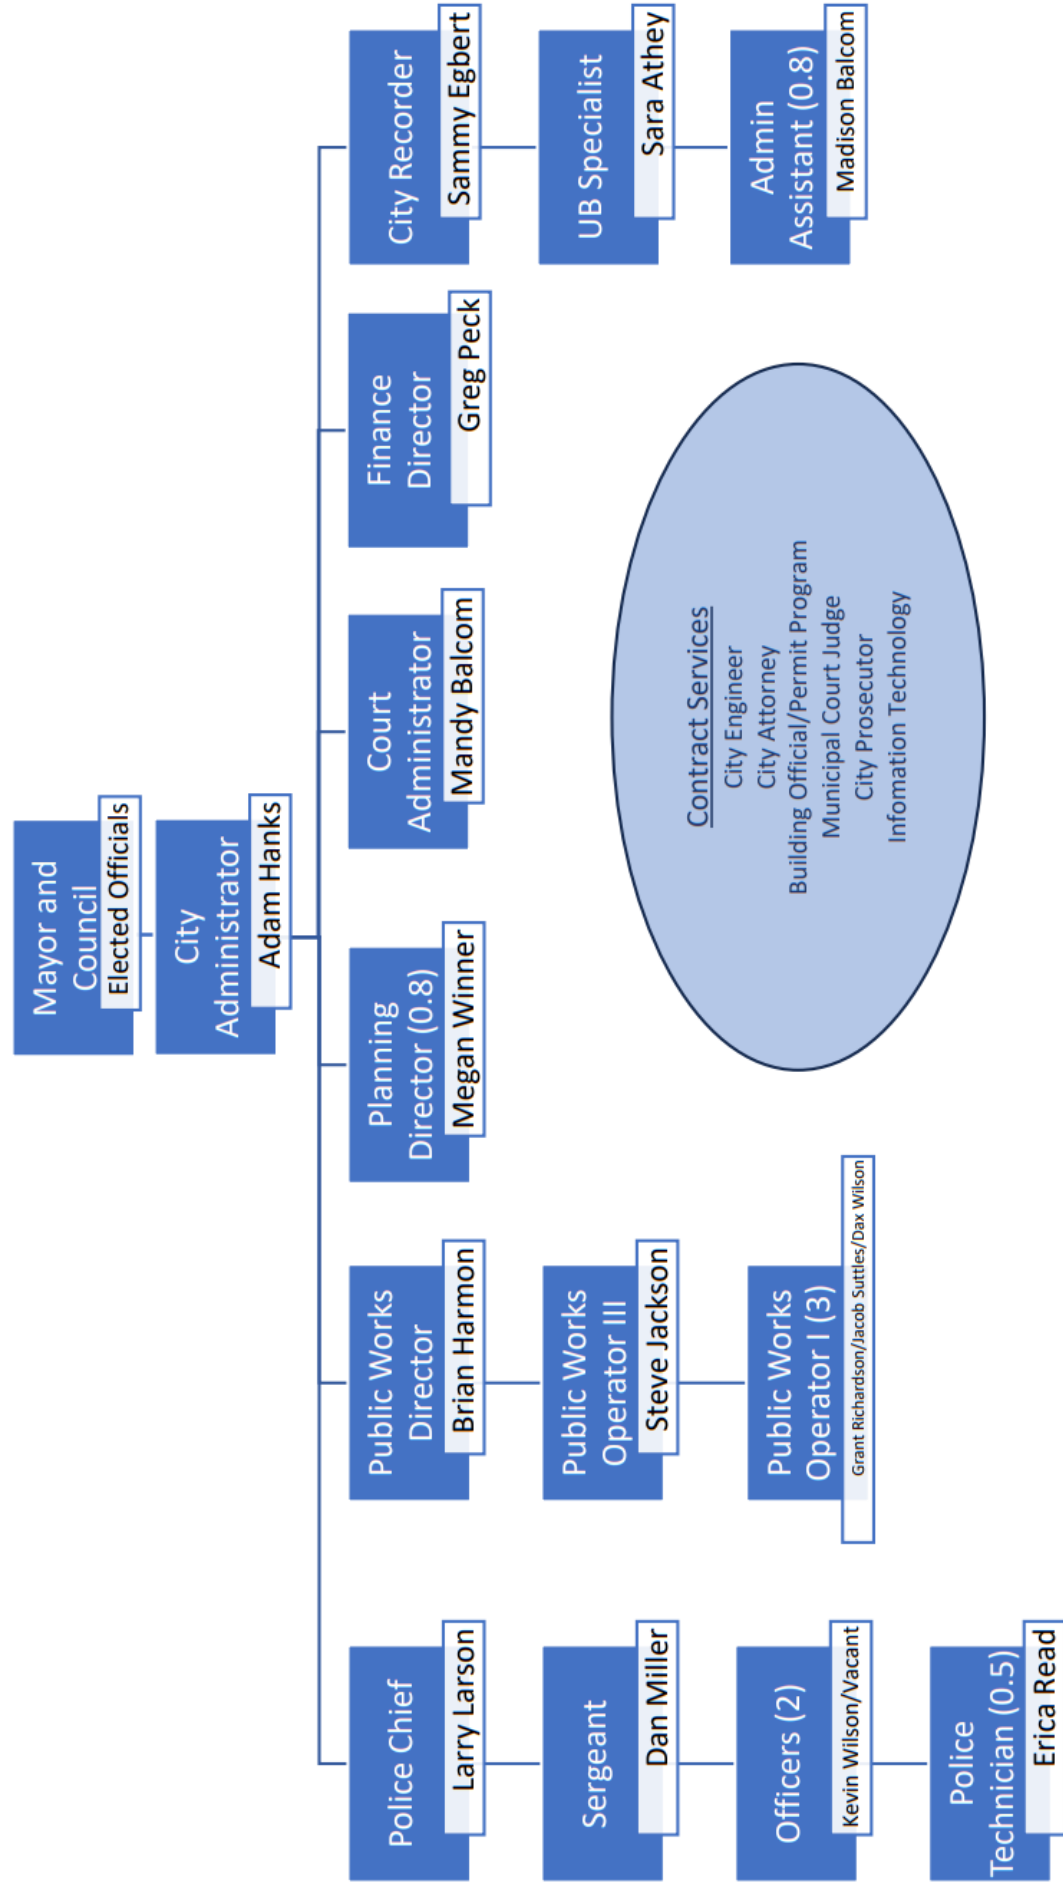 Mayor and
Council
Elected Officials
City
Administrator
Adam Hanks
Police Chief
Larry Larson
Sergeant
Dan Miller
Officers (2)
Kevin Wilson/Vacant
Police
Technician (0.5)
Erica Read
Public Works
Director
Brian Harmon
Public Works
Operator III
Steve Jackson
Public Works
Operator I (3)
Grant Richardson/Jacob Suttles/Dax Wilson
Planning
Director (0.8)
Megan Winner
Court
Administrator
Mandy Balcom
Finance
Director
Greg Peck
City Recorder
Sammy Egbert
UB Specialist
Sara Athey
Admin
Assistant (0.8)
Madison Balcom
Contract Services
City Engineer
City Attorney
Building Official/Permit Program
Municipal Court Judge
City Prosecutor
Infomation Technology